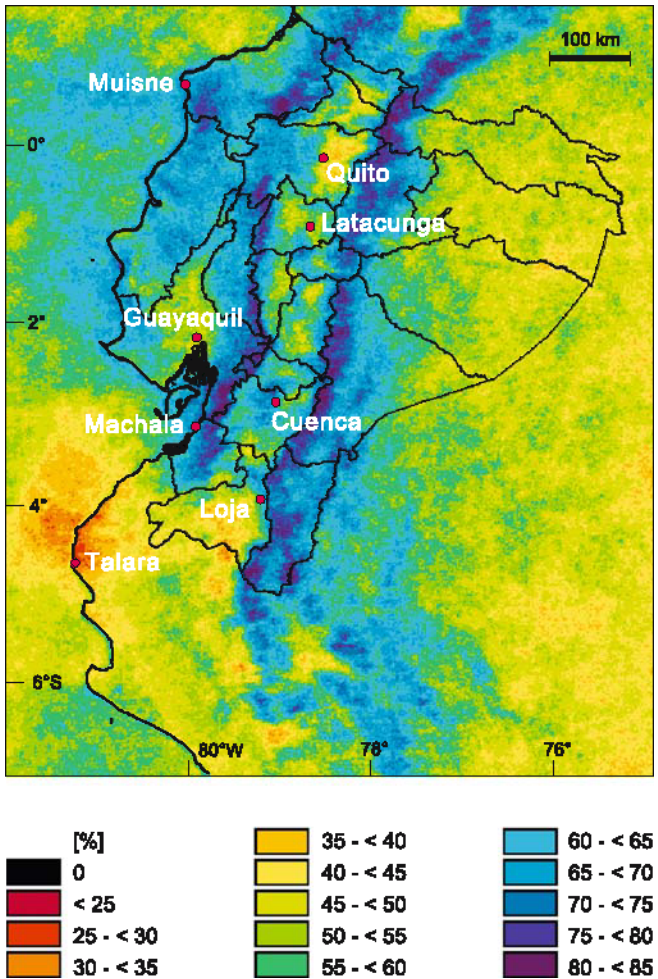 100 km
Muisne
0°
Quito
Latacunga
2°
Guayaquil
Machala
Cuenca
4°
Loja
Talara
6°S
80°W
78°
76°
[%]
0
< 25
25 - < 30
30 - < 35
35 - < 40
40 - < 45
45 - < 50
50 - < 55
55 - < 60
60 - < 65
65 - < 70
70 - < 75
75 - < 80
80 - < 85